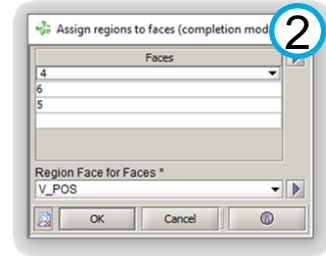 Assign regions to faces (completion mod
2
Faces
4
6
5
Region Face for Faces *
V_POS
OK
Cancel